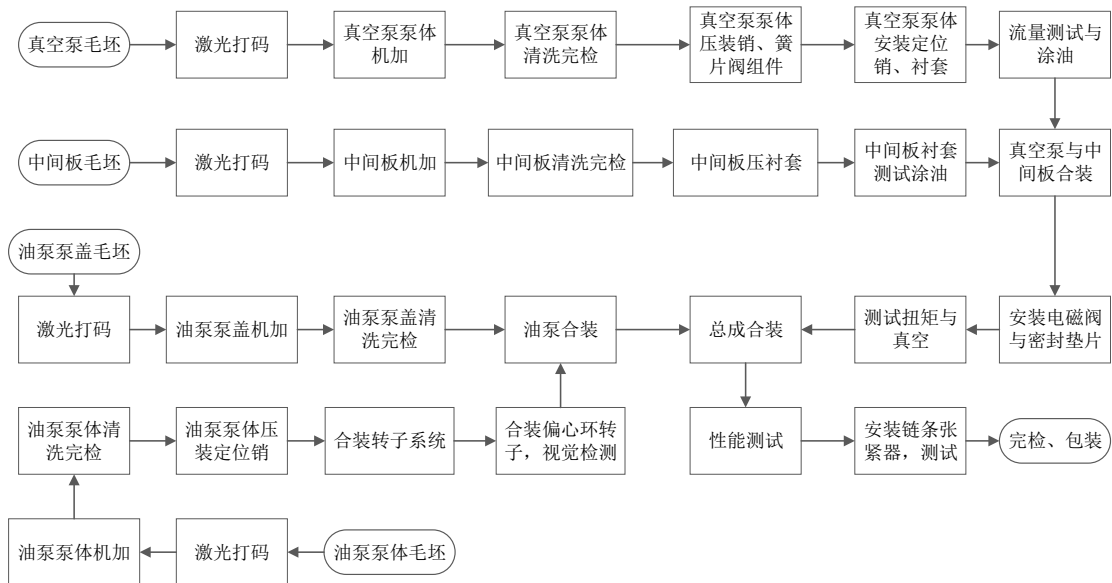 真空泵毛坯
激光打码
真空泵泵体
机加
真空泵泵体
清洗完检
真空泵泵体
压装销、簧
片阀组件
真空泵泵体
安装定位
销、衬套
流量测试与
涂油
中间板毛坯
激光打码
中间板机加
中间板清洗完检
中间板压衬套
中间板衬套
测试涂油
真空泵与中
间板合装
油泵泵盖毛坯
激光打码
油泵泵盖机加
油泵泵盖清
洗完检
油泵合装
总成合装
测试扭矩与
真空
安装电磁阀
与密封垫片
油泵泵体清
洗完检
油泵泵体压
装定位销
合装转子系统
合装偏心环转
子，视觉检测
性能测试
安装链条张
紧器，测试
完检、包装
油泵泵体机加
激光打码
油泵泵体毛坯